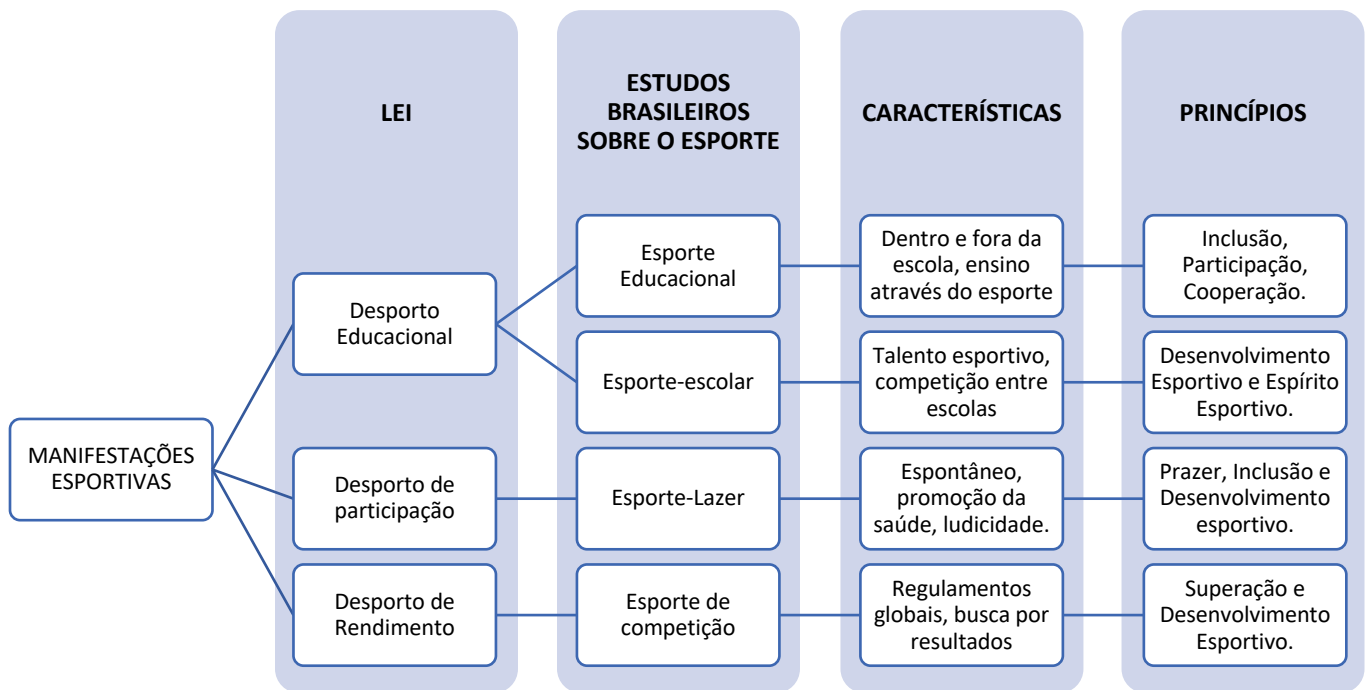 LEI
ESTUDOS
BRASILEIROS
SOBRE O ESPORTE
CARACTERÍSTICAS
PRINCÍPIOS
MANIFESTAÇÕES
ESPORTIVAS
Desporto
Educacional
Esporte
Educacional
Dentro e fora da
escola, ensino
através do esporte
Inclusão,
Participação,
Cooperação.
Esporte-escolar
Talento esportivo,
competição entre
escolas
Desenvolvimento
Esportivo e Espírito
Esportivo.
Desporto de
participação
Esporte-Lazer
Espontâneo,
promoção da
saúde, ludicidade.
Prazer, Inclusão e
Desenvolvimento
esportivo.
Desporto de
Rendimento
Esporte de
competição
Regulamentos
globais, busca por
resultados
Superação e
Desenvolvimento
Esportivo.